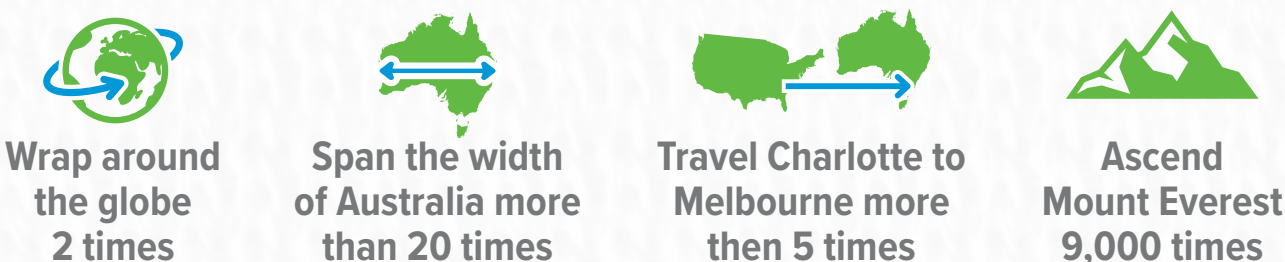 Wrap around
the globe
2 times
Span the width
of Australia more
than 20 times
Travel Charlotte to
Melbourne more
then 5 times
Ascend
Mount Everest
9,000 times